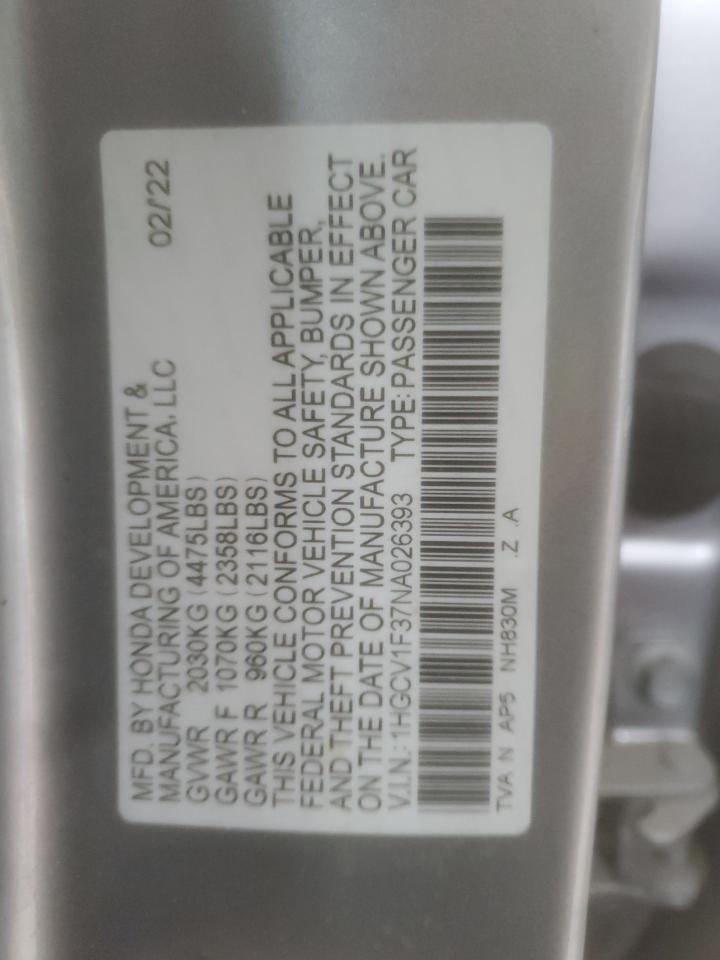 MFD. BY HONDA DEVELOPMENT & 02/22
MANUFACTURING OF AMERICA, LLC
GVWR 2030KG (4475LBS)
GAWR F 1070KG (2358LBS)
GAWR R 960KG (2116LBS)
THIS VEHICLE CONFORMS TO ALL APPLICABLE
FEDERAL MOTOR VEHICLE SAFETY, BUMPER,
AND THEFT PREVENTION STANDARDS IN EFFECT
ON THE DATE OF MANUFACTURE SHOWN ABOVE.
V.I.N.: 1HGCV1F37NA026393 TYPE: PASSENGER CAR
TVA N AP5 NH830M .Z .A